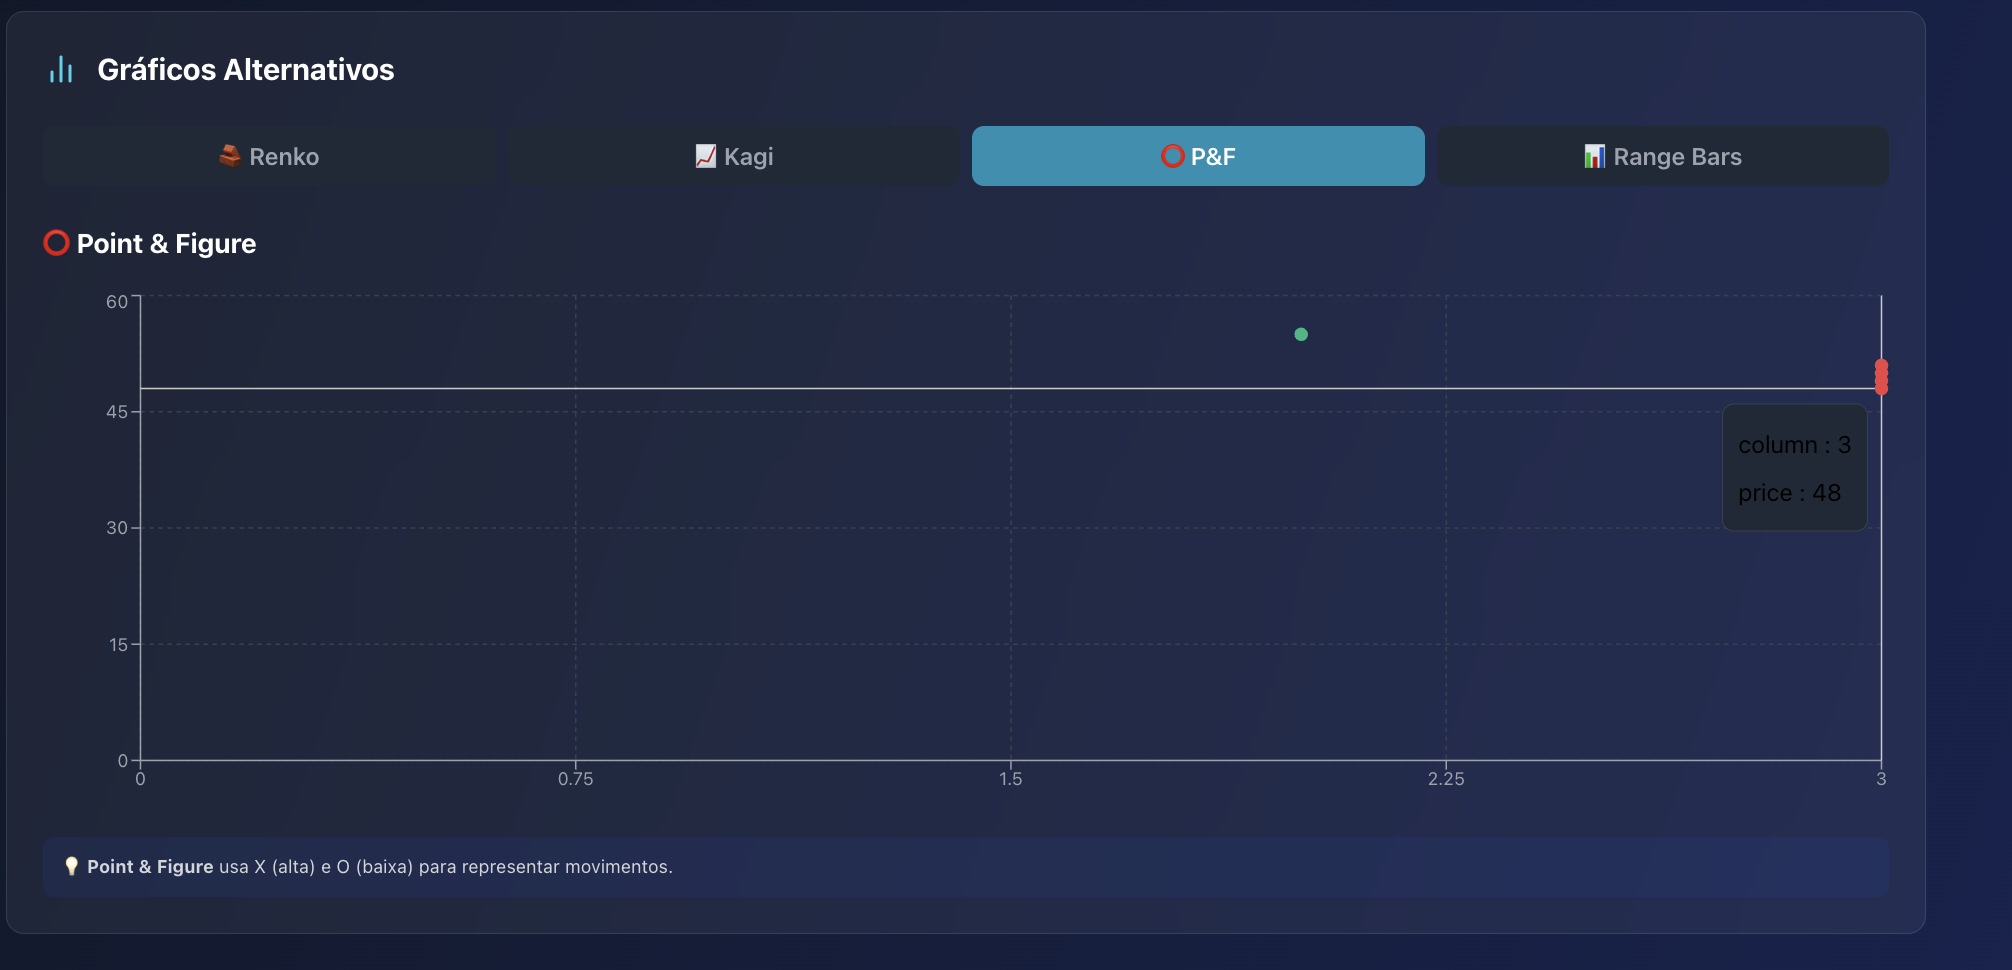 Gráficos Alternativos
Renko
Kagi
P&F
Range Bars
Point & Figure
60
45
30
15
0
0
0.75
1.5
2.25
3
column : 3
price : 48
Point & Figure usa X (alta) e O (baixa) para representar movimentos.